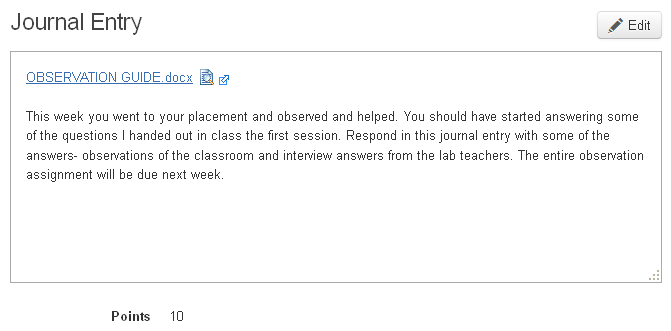 Journal Entry
Edit
OBSERVATION GUIDE.docx
This week you went to your placement and observed and helped. You should have started answering some
of the questions I handed out in class the first session. Respond in this journal entry with some of the
answers- observations of the classroom and interview answers from the lab teachers. The entire observation
assignment will be due next week.
Points 10